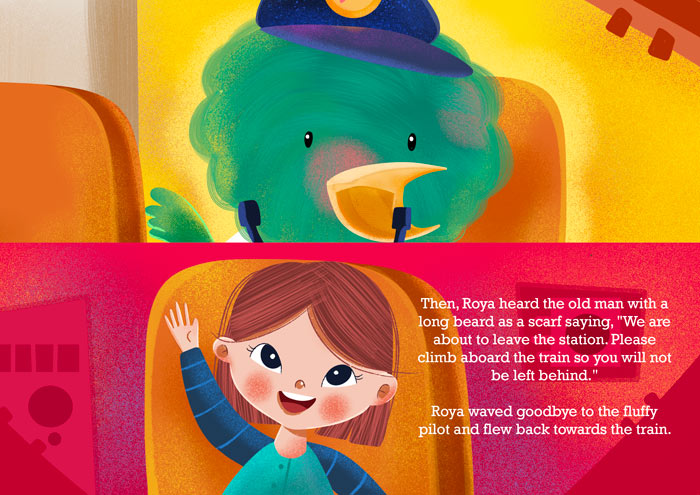 Then, Roya heard the old man with a
long beard as a scarf saying, "We are
about to leave the station. Please
climb aboard the train so you will not
be left behind."
Roya waved goodbye to the fluffy
pilot and flew back towards the train.